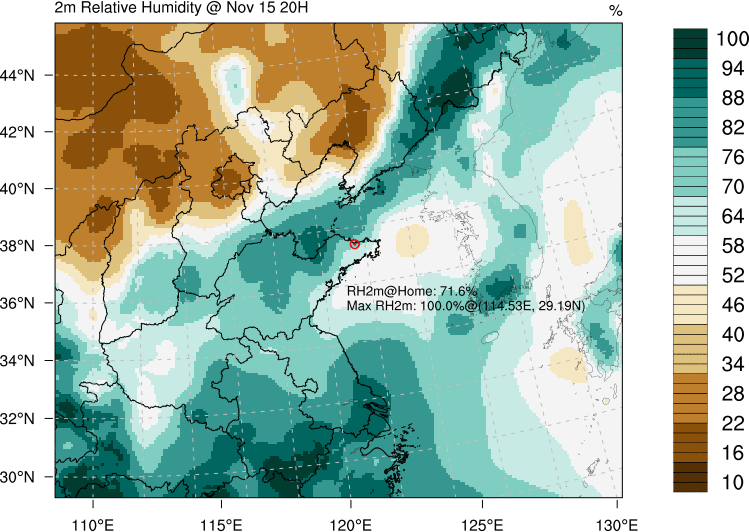 2m Relative Humidity @ Nov 15 20H
%
44°N
42°N
40°N
38°N
36°N
34°N
32°N
30°N
RH2m@Home: 71.6%
Max RH2m: 100.0%@(114.53E, 29.19N)
110°E 115°E 120°E 125°E 130°E
100
94
88
82
76
70
64
58
52
46
40
34
28
22
16
10